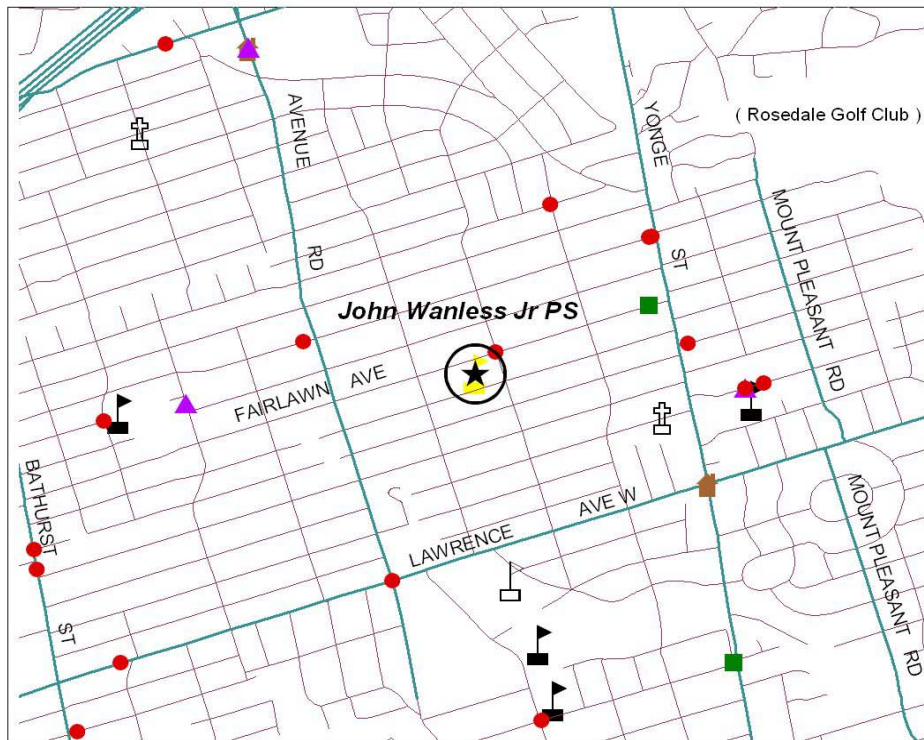 AVENUE
RD
YONGE
ST
( Rosedale Golf Club )
MOUNT PLEASANT
RD
John Wanless Jr PS
FAIRLAWN AVE
BATHURST
ST
LAWRENCE AVE W
MOUNT PLEASANT
RD